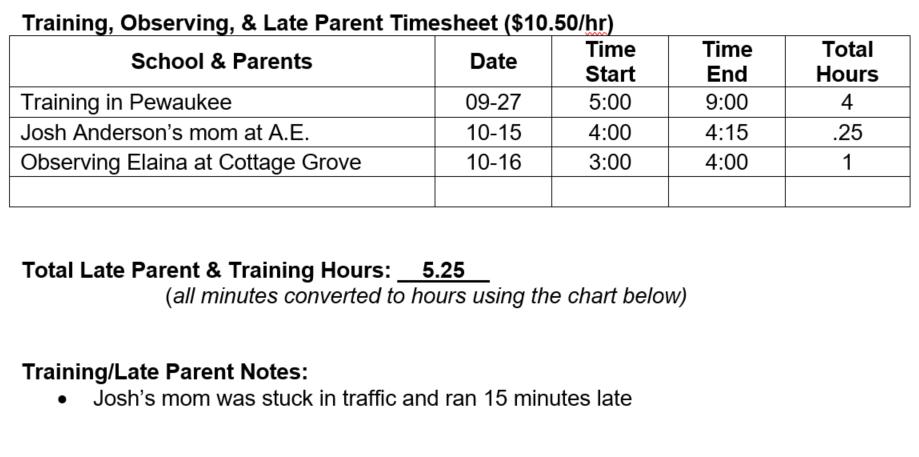 Training, Observing, & Late Parent Timesheet ($10.50/hr)
School & Parents Date Time Start Time End Total Hours
Training in Pewaukee 09-27 5:00 9:00 4
Josh Anderson’s mom at A.E. 10-15 4:00 4:15 .25
Observing Elaina at Cottage Grove 10-16 3:00 4:00 1
Total Late Parent & Training Hours: 5.25
(all minutes converted to hours using the chart below)
Training/Late Parent Notes:
• Josh’s mom was stuck in traffic and ran 15 minutes late